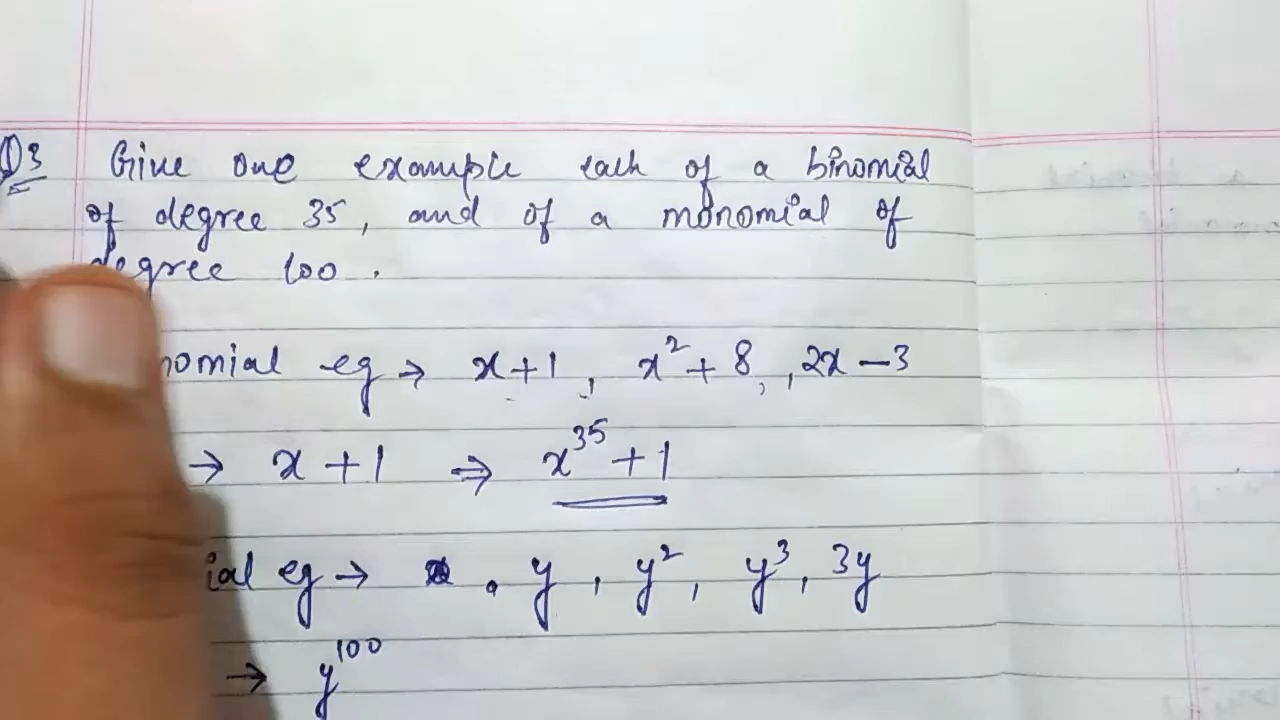 Q3 Give one example each of a binomial
of degree 35, and of a monomial of
degree 100.
nomial eg → x+1, x²+8, , 2x−3
→ x+1 ⇒ x³⁵+1
ial eg → . y, y², y³, 3y
→ y¹⁰⁰